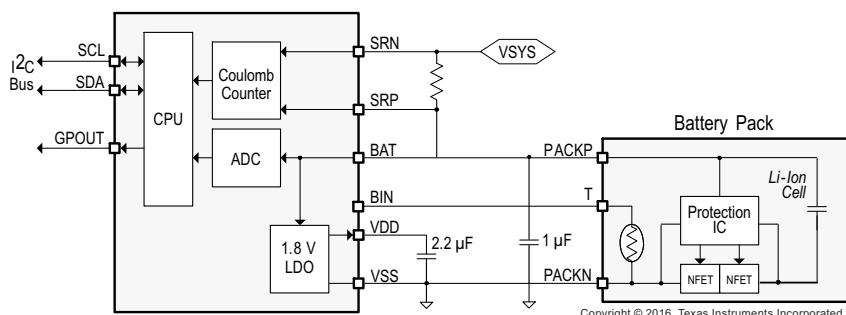 SCL
I2C
Bus
SDA
GPOUT
CPU
Coulomb
Counter
ADC
1.8 V
LDO
SRN
SRP
BAT
BIN
VDD
VSS
VSYS
2.2 µF
1 µF
Battery Pack
PACKP
T
PACKN
Li-Ion
Cell
Protection
IC
NFET
NFET
Copyright © 2016, Texas Instruments Incorporated